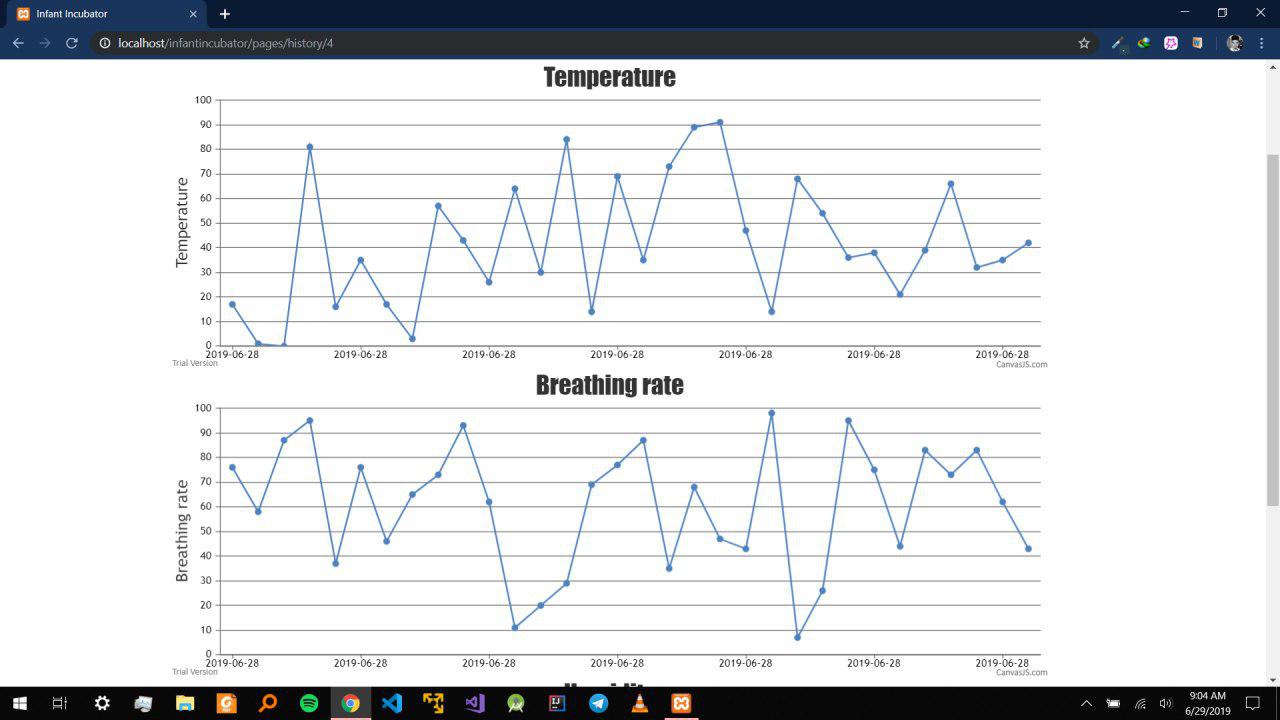 Infant Incubator
localhost/infantincubator/pages/history/4
Temperature
100
90
80
70
60
50
40
30
20
10
0
Temperature
2019-06-28 2019-06-28 2019-06-28 2019-06-28 2019-06-28 2019-06-28 2019-06-28
Trial Version CanvasJS.com
Breathing rate
100
90
80
70
60
50
40
30
20
10
0
Breathing rate
2019-06-28 2019-06-28 2019-06-28 2019-06-28 2019-06-28 2019-06-28 2019-06-28
Trial Version CanvasJS.com
9:04 AM
6/29/2019